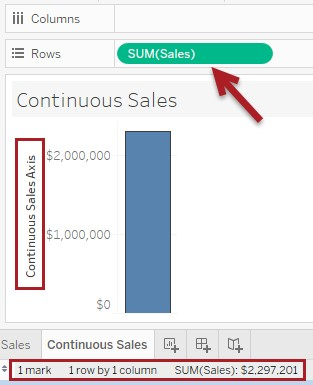 Columns
Rows
SUM(Sales)
Continuous Sales
Continuous Sales Axis
$2,000,000
$1,000,000
$0
Sales
Continuous Sales
1 mark 1 row by 1 column SUM(Sales): $2,297,201